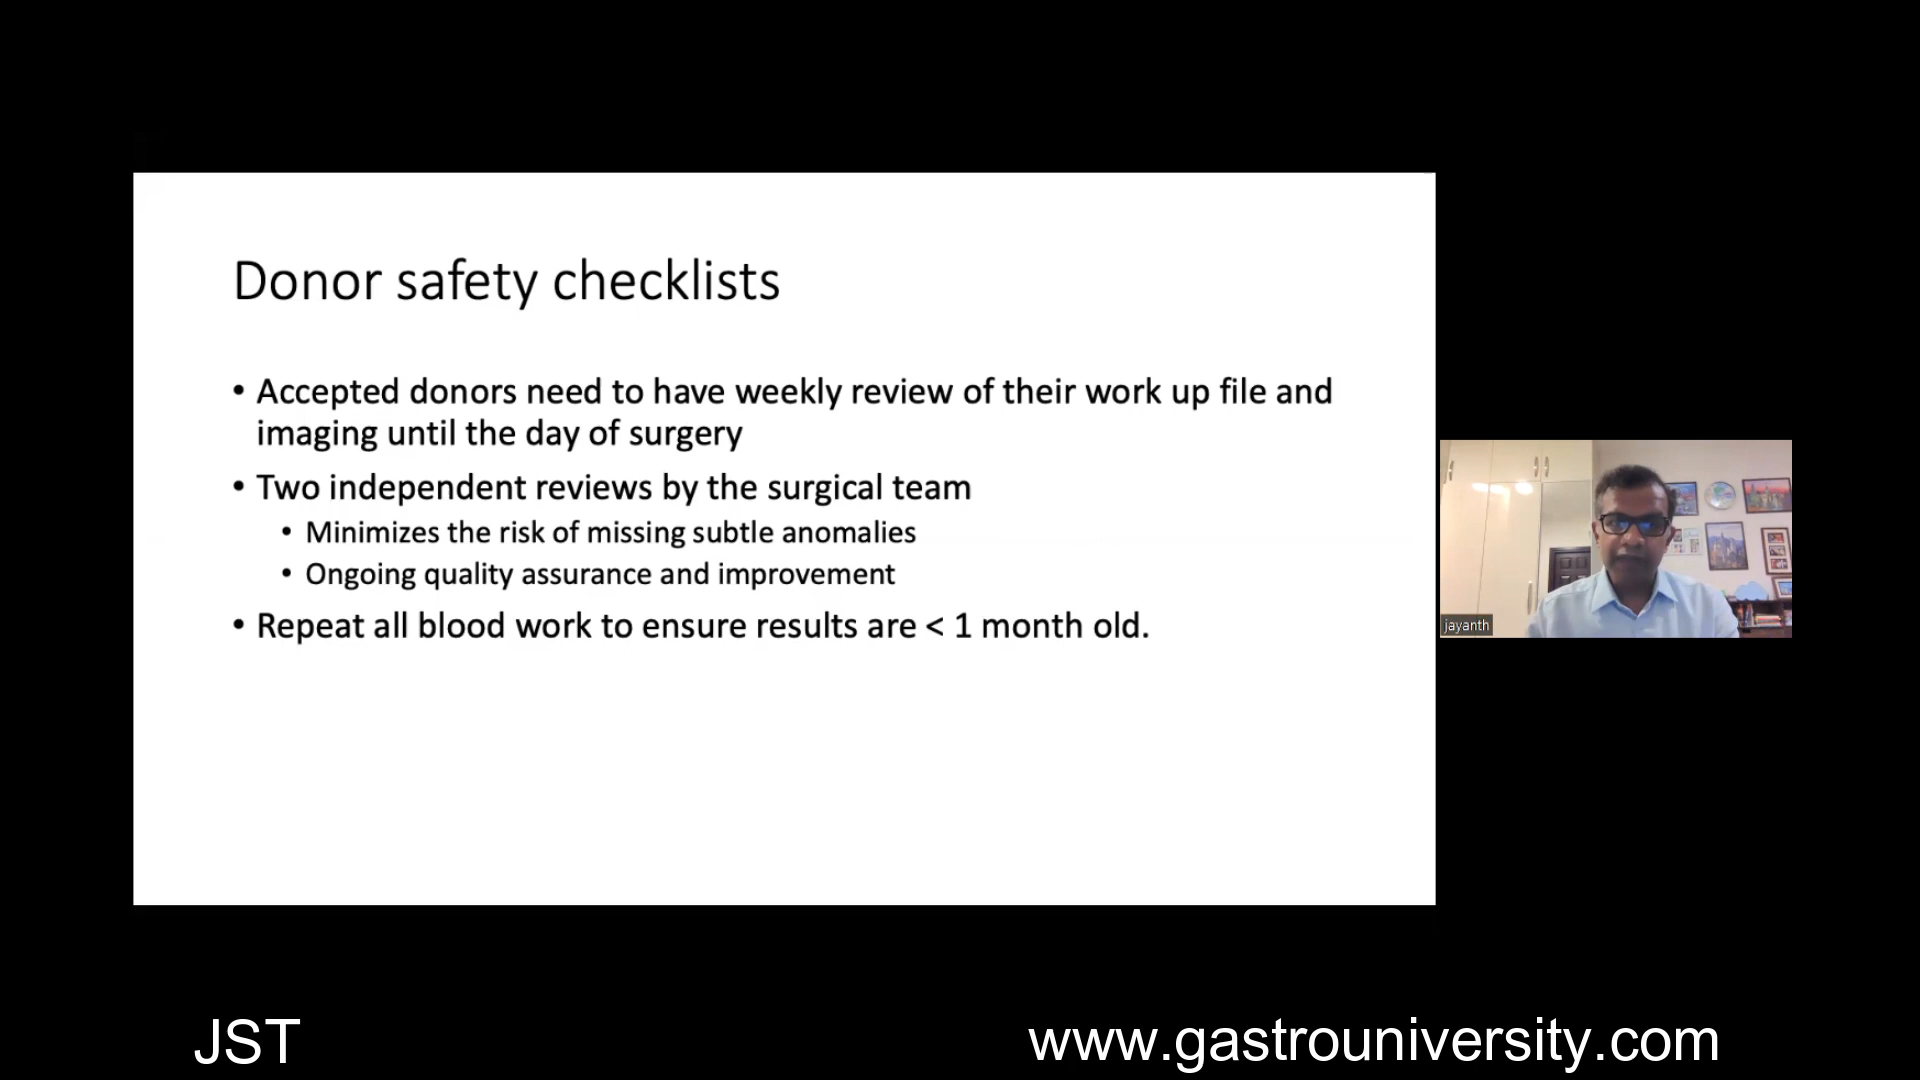 Donor safety checklists
• Accepted donors need to have weekly review of their work up file and
imaging until the day of surgery
• Two independent reviews by the surgical team
• Minimizes the risk of missing subtle anomalies
• Ongoing quality assurance and improvement
• Repeat all blood work to ensure results are < 1 month old.
jayanth
JST
www.gastrouniversity.com